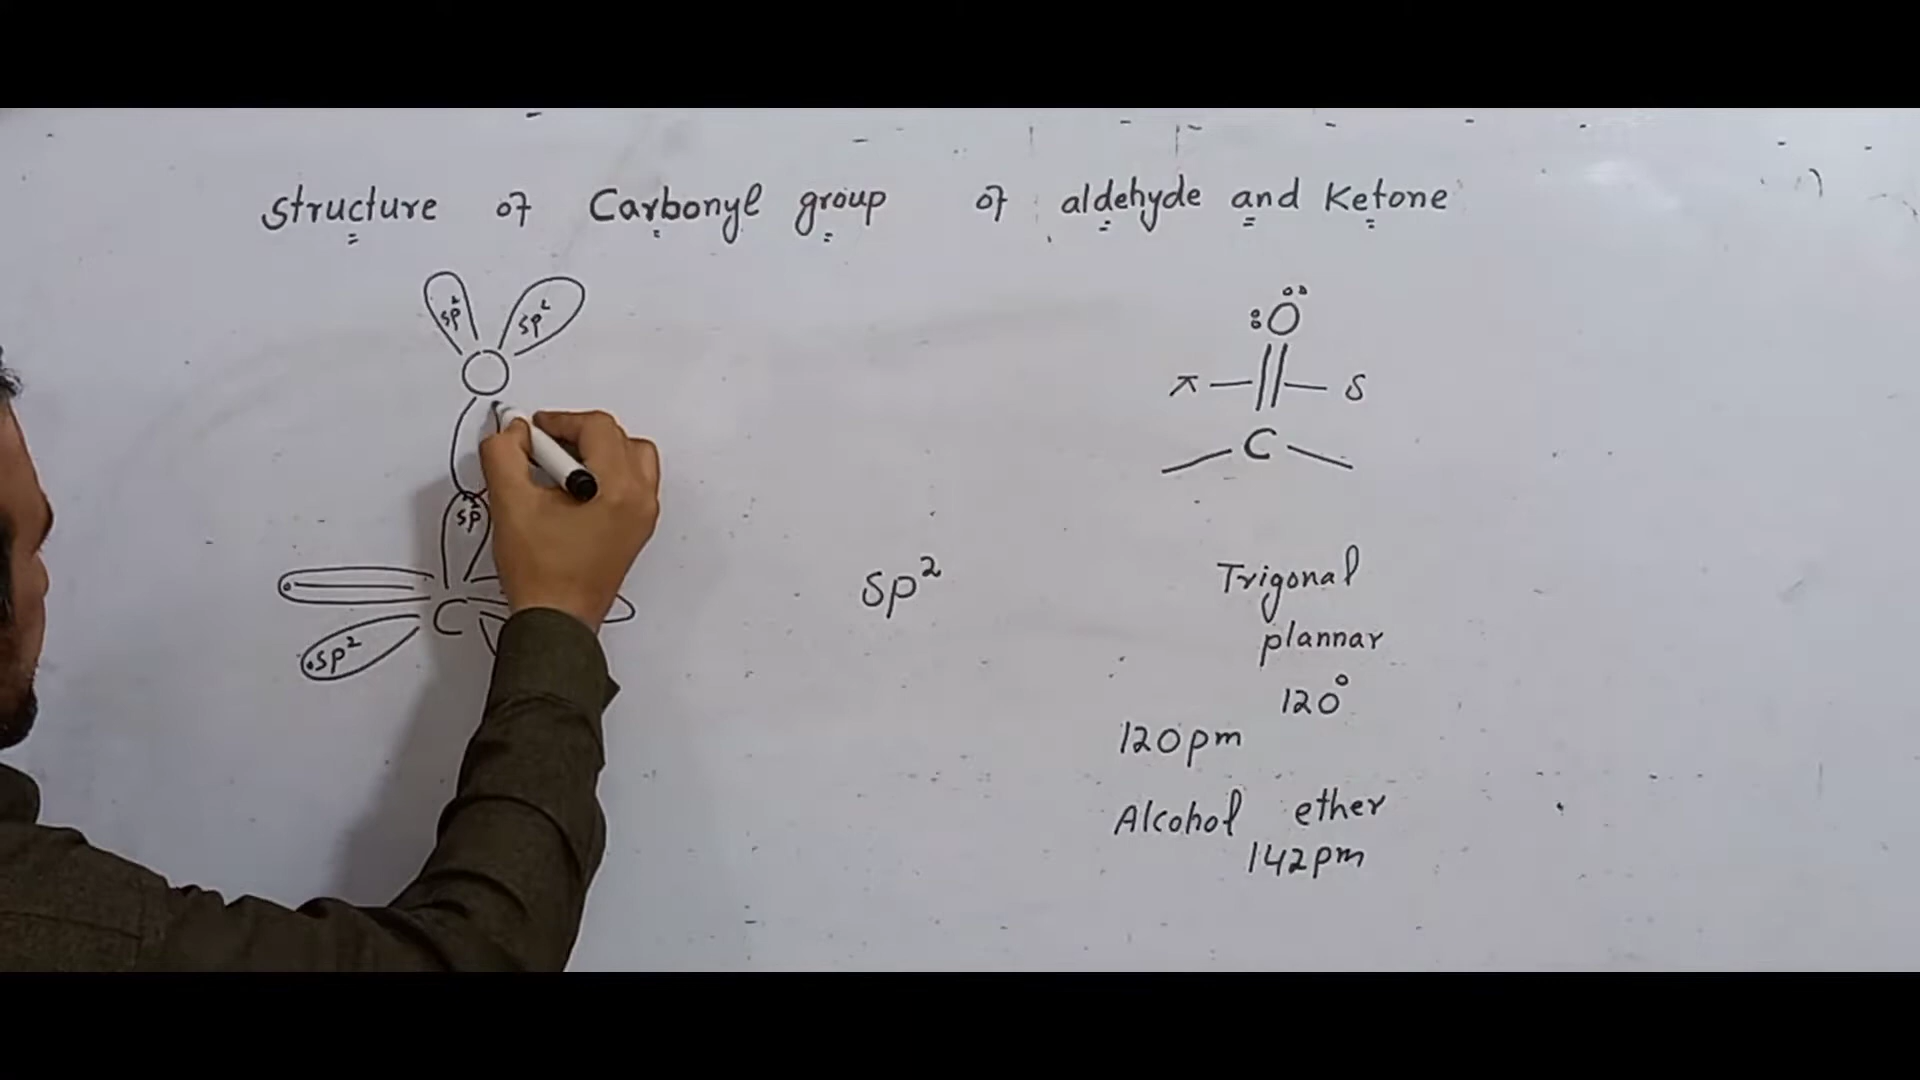 structure of Carbonyl group of aldehyde and Ketone
sp² sp²
O
sp²
C
sp²
:O
π S
C
sp²
Trigonal
plannar
120°
120pm
Alcohol ether
142pm